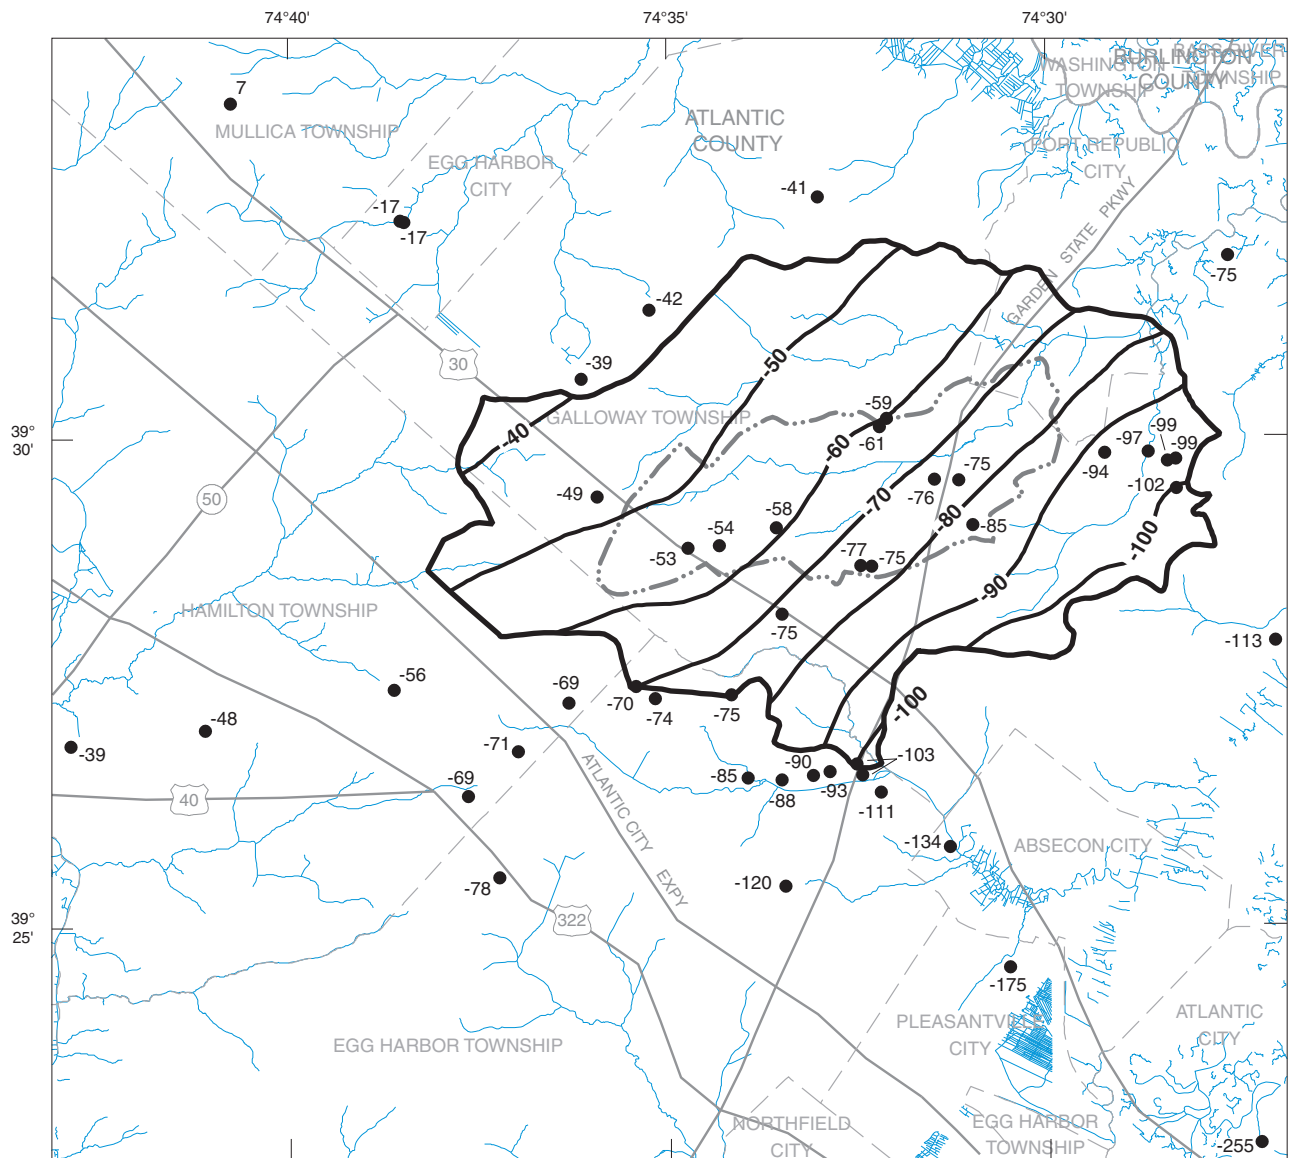 74°40'
74°35'
74°30'
7
MULLICA TOWNSHIP
EGG HARBOR
CITY
ATLANTIC
COUNTY
WASHINGTON
TOWNSHIP
BURLINGTON
COUNTY
BASS RIVER
TOWNSHIP
PORT REPUBLIC
CITY
-41
-17
-17
GARDEN STATE PKWY
-75
-42
-39
30
-50
GALLOWAY TOWNSHIP
-40
39°
30'
-59
-61
-60
-99
-97
-99
-94
-102
50
-49
-75
-76
-70
-58
-80
-85
-54
-53
-77
-75
-100
-90
HAMILTON TOWNSHIP
-75
-113
-56
-69
-70
-74
-75
-100
-48
-39
-71
-103
-90
-85
-88
-93
-111
-69
40
ATLANTIC CITY EXPY
-134
ABSECON CITY
-120
-78
322
39°
25'
-175
PLEASANTVILLE
CITY
ATLANTIC
CITY
EGG HARBOR TOWNSHIP
NORTHFIELD
CITY
EGG HARBOR
TOWNSHIP
-255